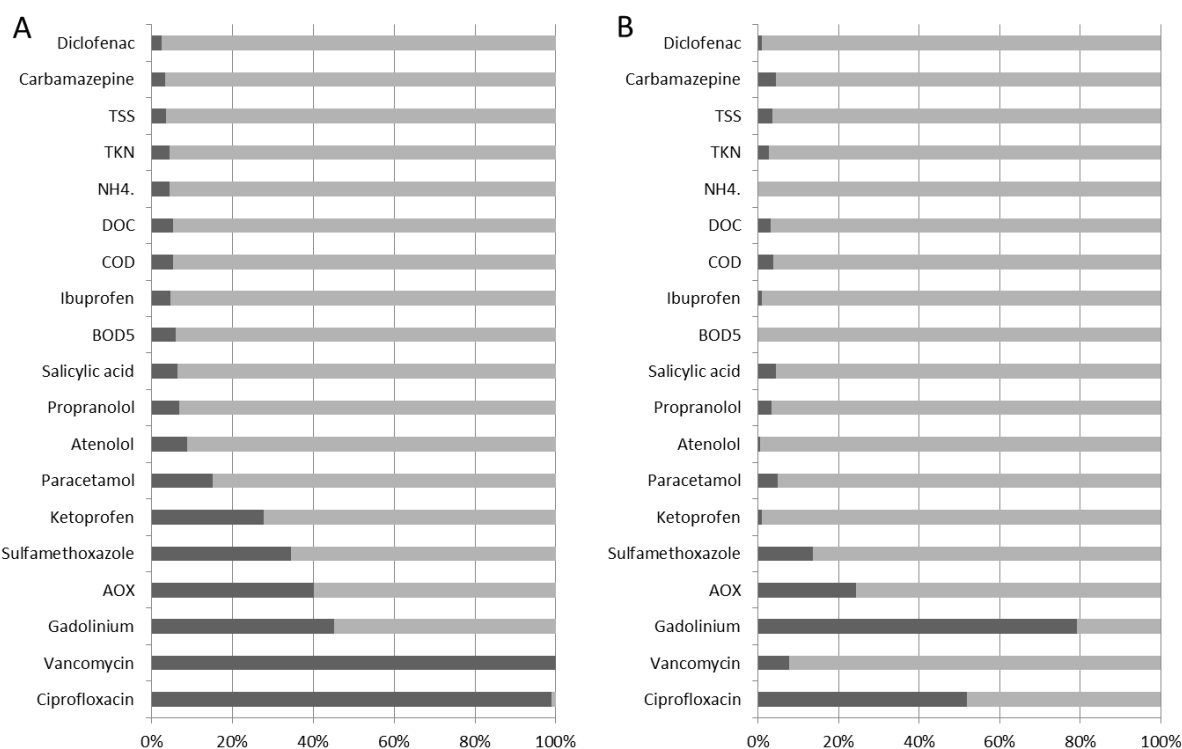 A
Diclofenac
Carbamazepine
TSS
TKN
NH4.
DOC
COD
Ibuprofen
BOD5
Salicylic acid
Propranolol
Atenolol
Paracetamol
Ketoprofen
Sulfamethoxazole
AOX
Gadolinium
Vancomycin
Ciprofloxacin
0% 20% 40% 60% 80% 100%
B
Diclofenac
Carbamazepine
TSS
TKN
NH4.
DOC
COD
Ibuprofen
BOD5
Salicylic acid
Propranolol
Atenolol
Paracetamol
Ketoprofen
Sulfamethoxazole
AOX
Gadolinium
Vancomycin
Ciprofloxacin
0% 20% 40% 60% 80% 100%